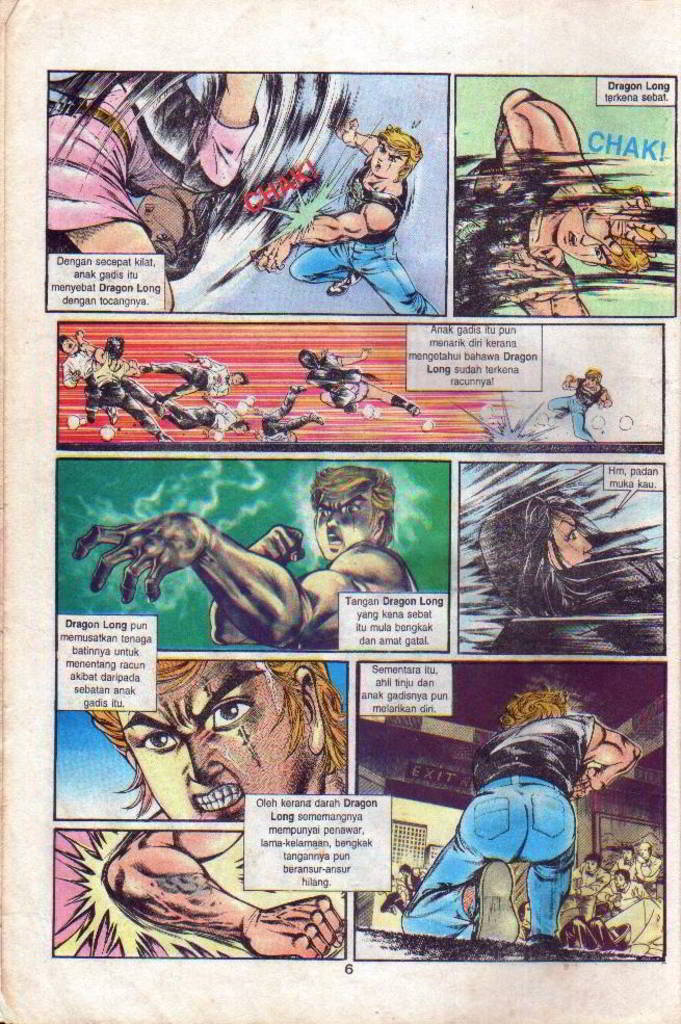 Dengan secepat kilat,
anak gadis itu
menyebat Dragon Long
dengan tocangnya.
CHAK!
Dragon Long
terkena sebat.
CHAK!
Anak gadis itu pun
menarik diri kerana
mengetahui bahawa Dragon
Long sudah terkena
racunnya!
Tangan Dragon Long
yang kena sebat
itu mula bengkak
dan amat gatal.
Hm, padan
muka kau.
Dragon Long pun
memusatkan tenaga
batinnya untuk
menentang racun
akibat daripada
sebatan anak
gadis itu.
Oleh kerana darah Dragon
Long sememangnya
mempunyai penawar,
lama-kelamaan, bengkak
tangannya pun
beransur-ansur
hilang.
Sementara itu,
ahli tinju dan
anak gadisnya pun
melarikan diri.
EXIT
6